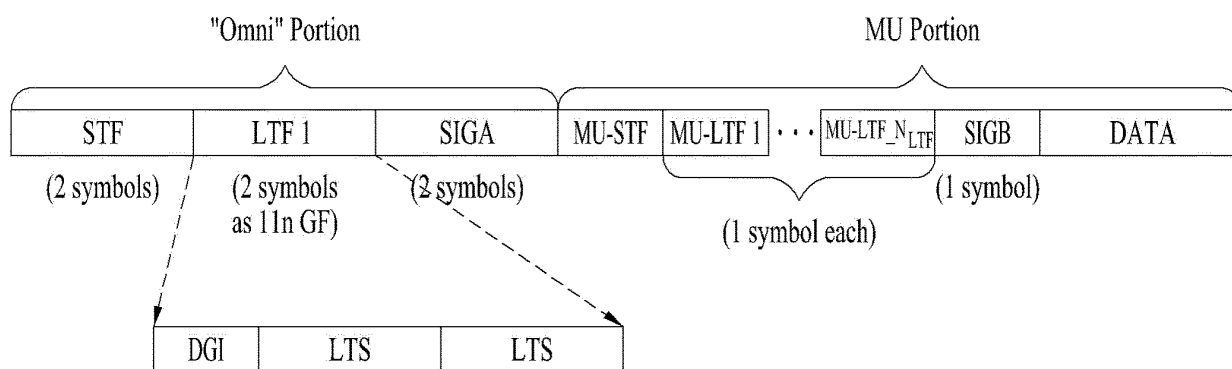 "Omni" Portion
MU Portion
STF
LTF 1
SIGA
MU-STF
MU-LTF 1
···
MU-LTF_N_LTF
SIGB
DATA
(2 symbols)
(2 symbols
as 11n GF)
(2 symbols)
(1 symbol each)
(1 symbol)
DGI
LTS
LTS